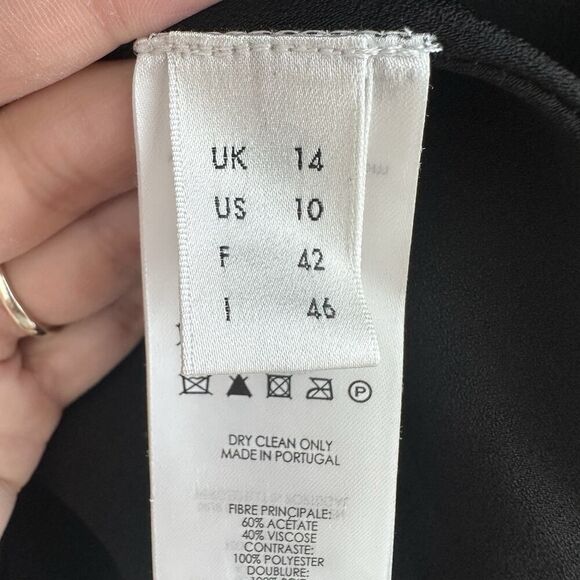 UK 14
US 10
F 42
I 46
P
DRY CLEAN ONLY
MADE IN PORTUGAL
FIBRE PRINCIPALE:
60% ACÉTATE
40% VISCOSE
CONTRASTE:
100% POLYESTER
DOUBLURE: